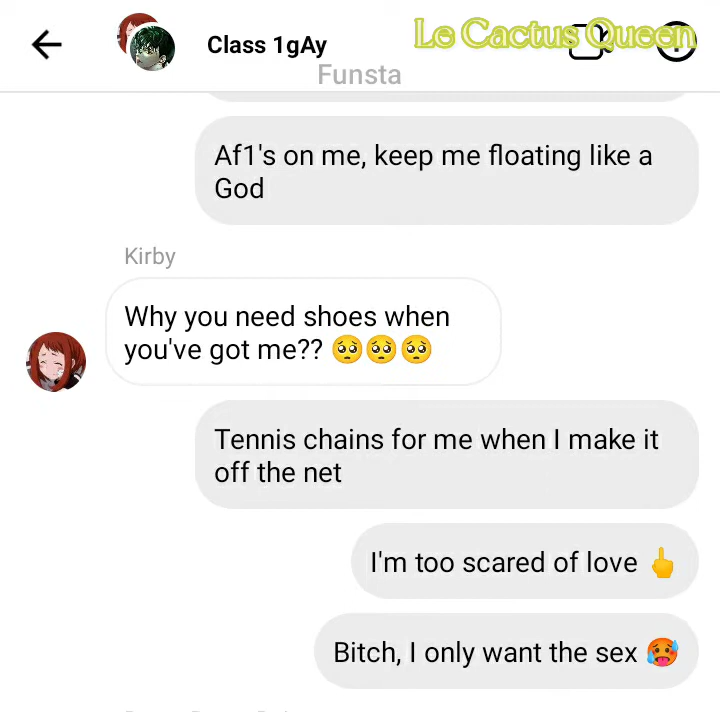 Class 1gAy
Le Cactus Queen
Funsta
Af1's on me, keep me floating like a
God
Kirby
Why you need shoes when
you've got me?? 🥺🥺🥺
Tennis chains for me when I make it
off the net
I'm too scared of love 🖕
Bitch, I only want the sex 🥵